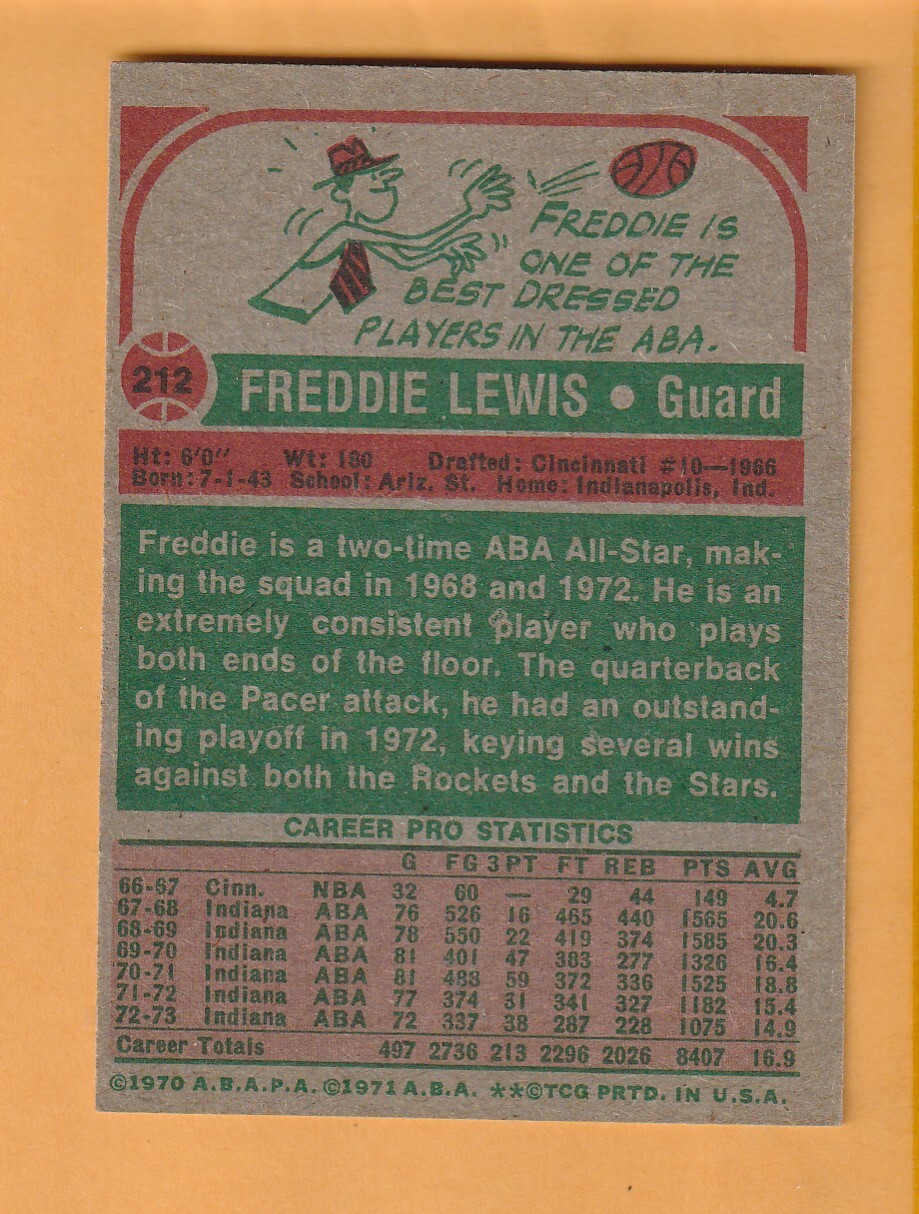 FREDDIE IS
ONE OF THE
BEST DRESSED
PLAYERS IN THE ABA.
212 FREDDIE LEWIS • Guard
Ht: 6'0" Wt: 180 Drafted: Cincinnati #10—1966
Born: 7-1-43 School: Ariz. St. Home: Indianapolis, Ind.
Freddie is a two-time ABA All-Star, mak-
ing the squad in 1968 and 1972. He is an
extremely consistent player who plays
both ends of the floor. The quarterback
of the Pacer attack, he had an outstand-
ing playoff in 1972, keying several wins
against both the Rockets and the Stars.
CAREER PRO STATISTICS
G FG 3 PT FT REB PTS AVG
66-67 Cinn. NBA 32 60 — 29 44 149 4.7
67-68 Indiana ABA 76 526 16 465 440 1565 20.6
68-69 Indiana ABA 78 550 22 419 374 1585 20.3
69-70 Indiana ABA 81 401 47 383 277 1326 16.4
70-71 Indiana ABA 81 488 59 372 336 1525 18.8
71-72 Indiana ABA 77 374 31 341 327 1182 15.4
72-73 Indiana ABA 72 337 38 287 228 1075 14.9
Career Totals 497 2736 213 2296 2026 8407 16.9
©1970 A.B.A.P.A. ©1971 A.B.A. **©TCG PRTD. IN U.S.A.